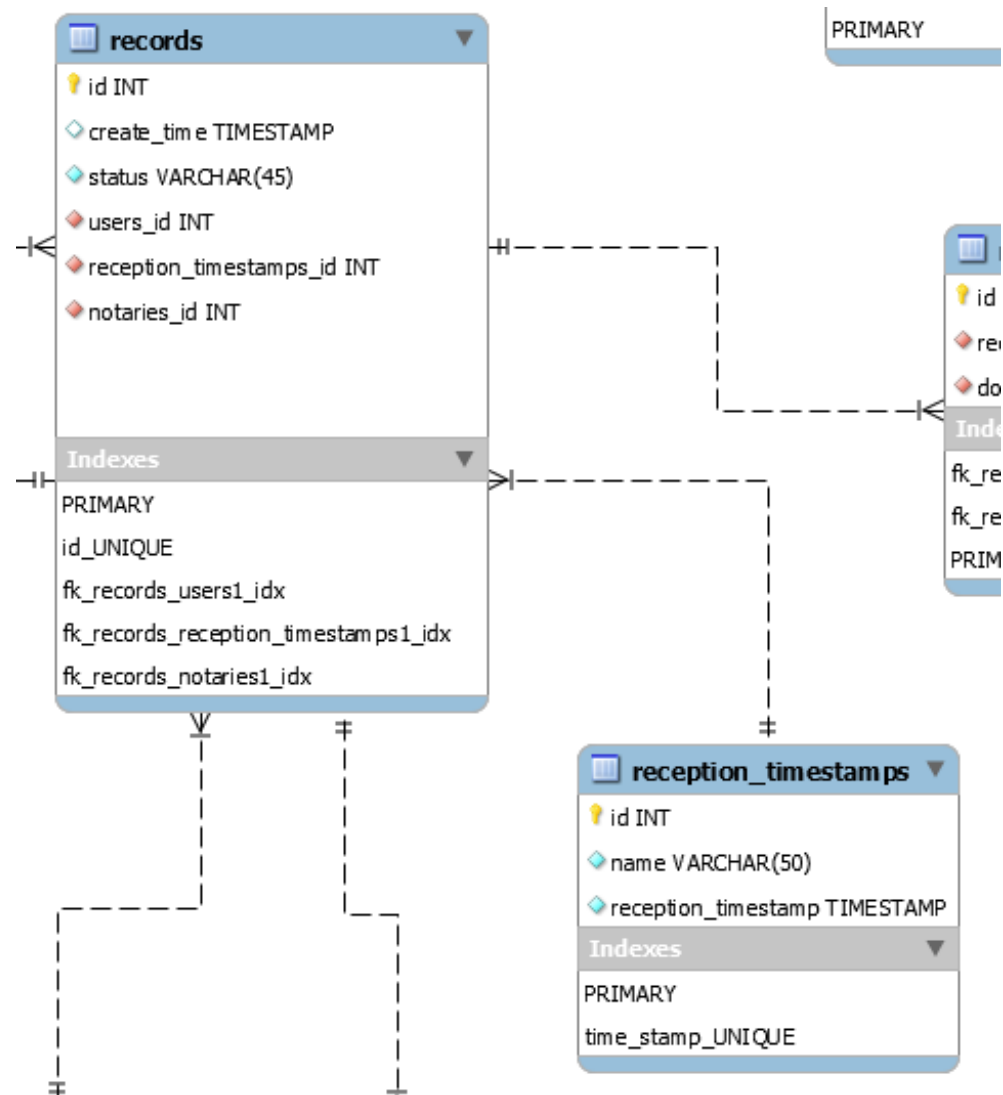 records
id INT
create_time TIMESTAMP
status VARCHAR(45)
users_id INT
reception_timestamps_id INT
notaries_id INT
Indexes
PRIMARY
id_UNIQUE
fk_records_users1_idx
fk_records_reception_timestamps1_idx
fk_records_notaries1_idx
PRIMARY
id
reception_timestamps
id INT
name VARCHAR(50)
reception_timestamp TIMESTAMP
Indexes
PRIMARY
time_stamp_UNIQUE